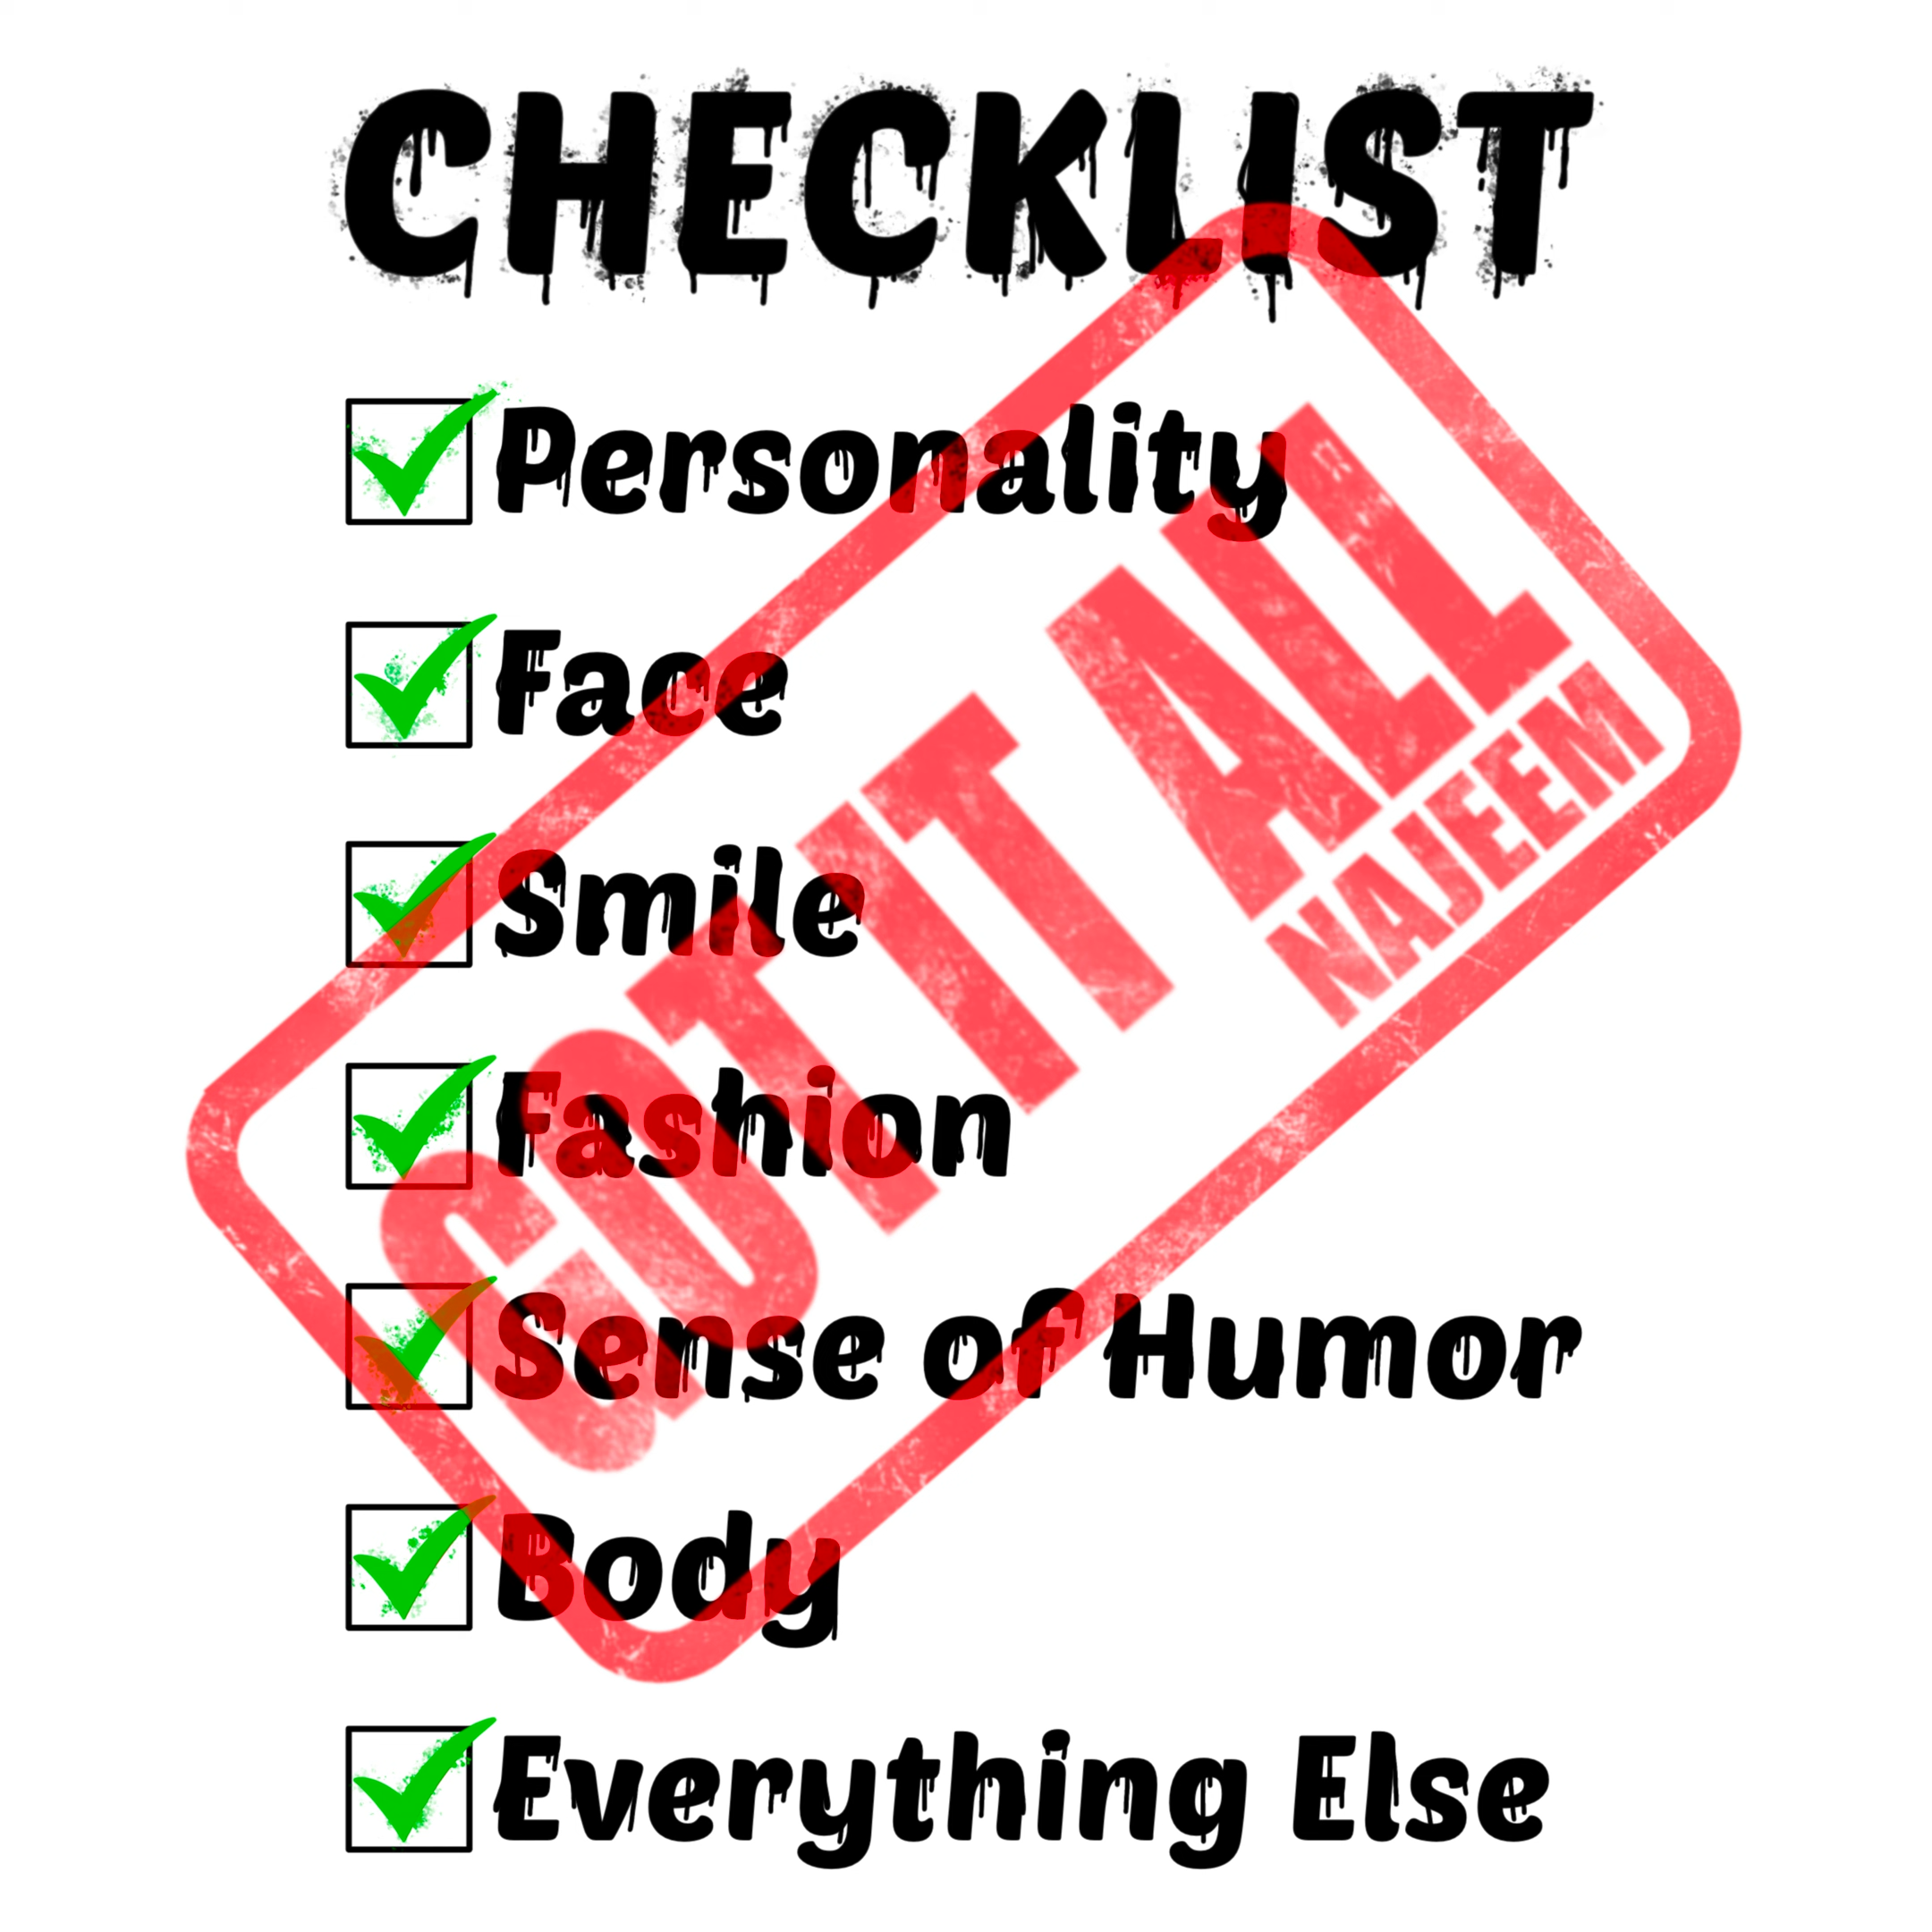 CHECKLIST
Personality
Face
Smile
Fashion
Sense of Humor
Body
Everything Else
GOT IT ALL
NAJEEM